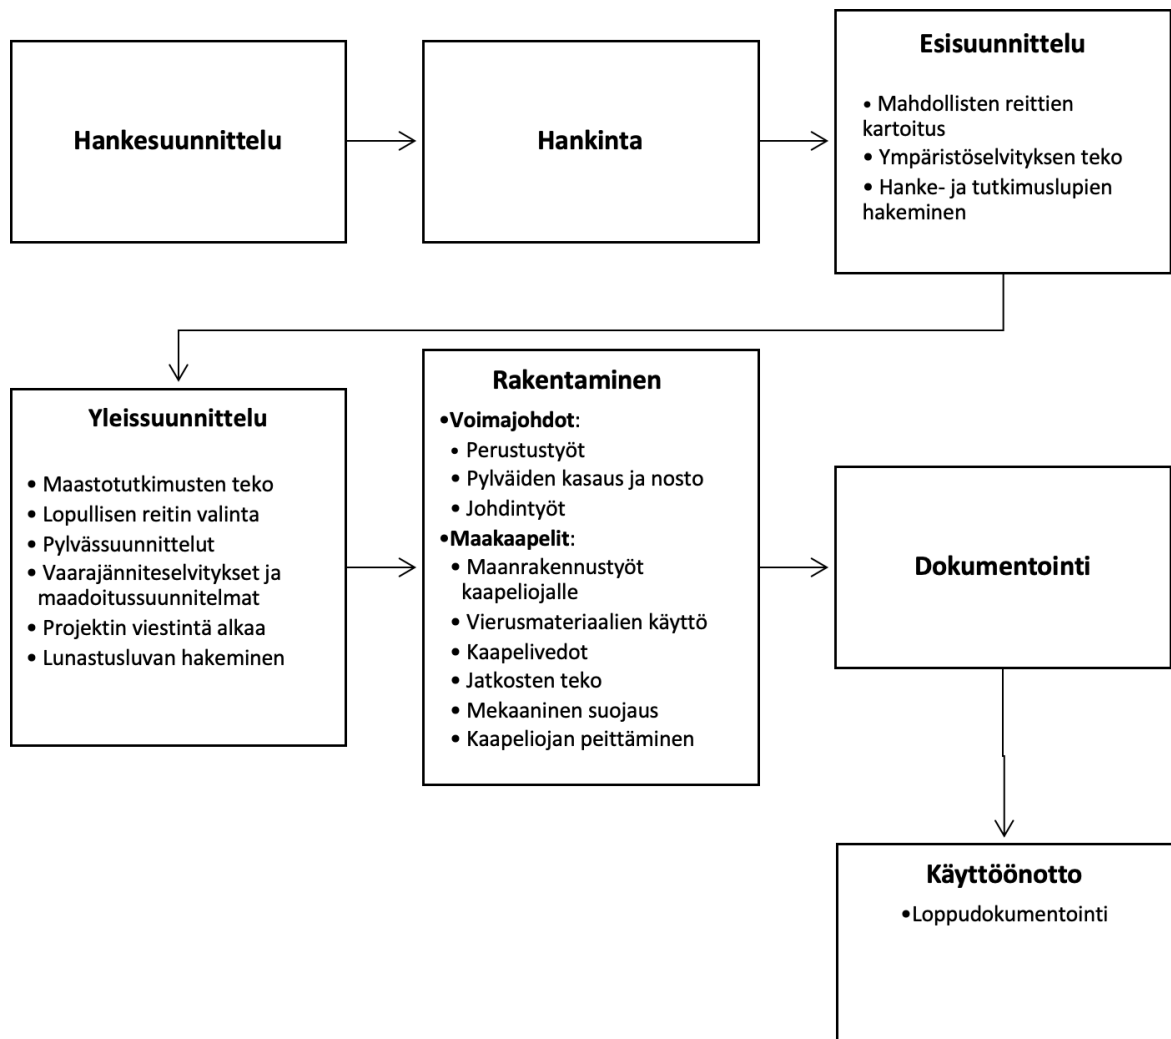 Hankesuunnittelu
Hankinta
Esisuunnittelu
• Mahdollisten reittien
kartoitus
• Ympäristöselvityksen teko
• Hanke- ja tutkimuslupien
hakeminen
Yleissuunnittelu
• Maastotutkimusten teko
• Lopullisen reitin valinta
• Pylvässuunnittelut
• Vaarajänniteselvitykset ja
maadoitussuunnitelmat
• Projektin viestintä alkaa
• Lunastusluvan hakeminen
Rakentaminen
•Voimajohdot:
• Perustustyöt
• Pylväiden kasaus ja nosto
• Johdintyöt
•Maakaapelit:
• Maanrakennustyöt
kaapeliojalle
• Vierusmateriaalien käyttö
• Kaapelivedot
• Jatkosten teko
• Mekaaninen suojaus
• Kaapeliojan peittäminen
Dokumentointi
Käyttöönotto
•Loppudokumentointi